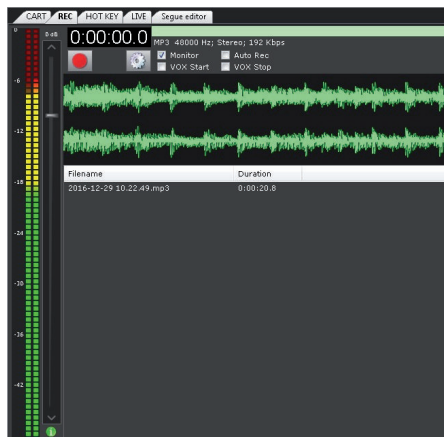 CART REC HOT KEY LIVE Segue editor
0 0 dB 0:00:00.0 MP3 48000 Hz; Stereo; 192 Kbps
Monitor Auto Rec
VOX Start VOX Stop
-6
-12
-18
Filename Duration
2016-12-29 10.22.49.mp3 0:00:20.8
-24
-30
-36
-42